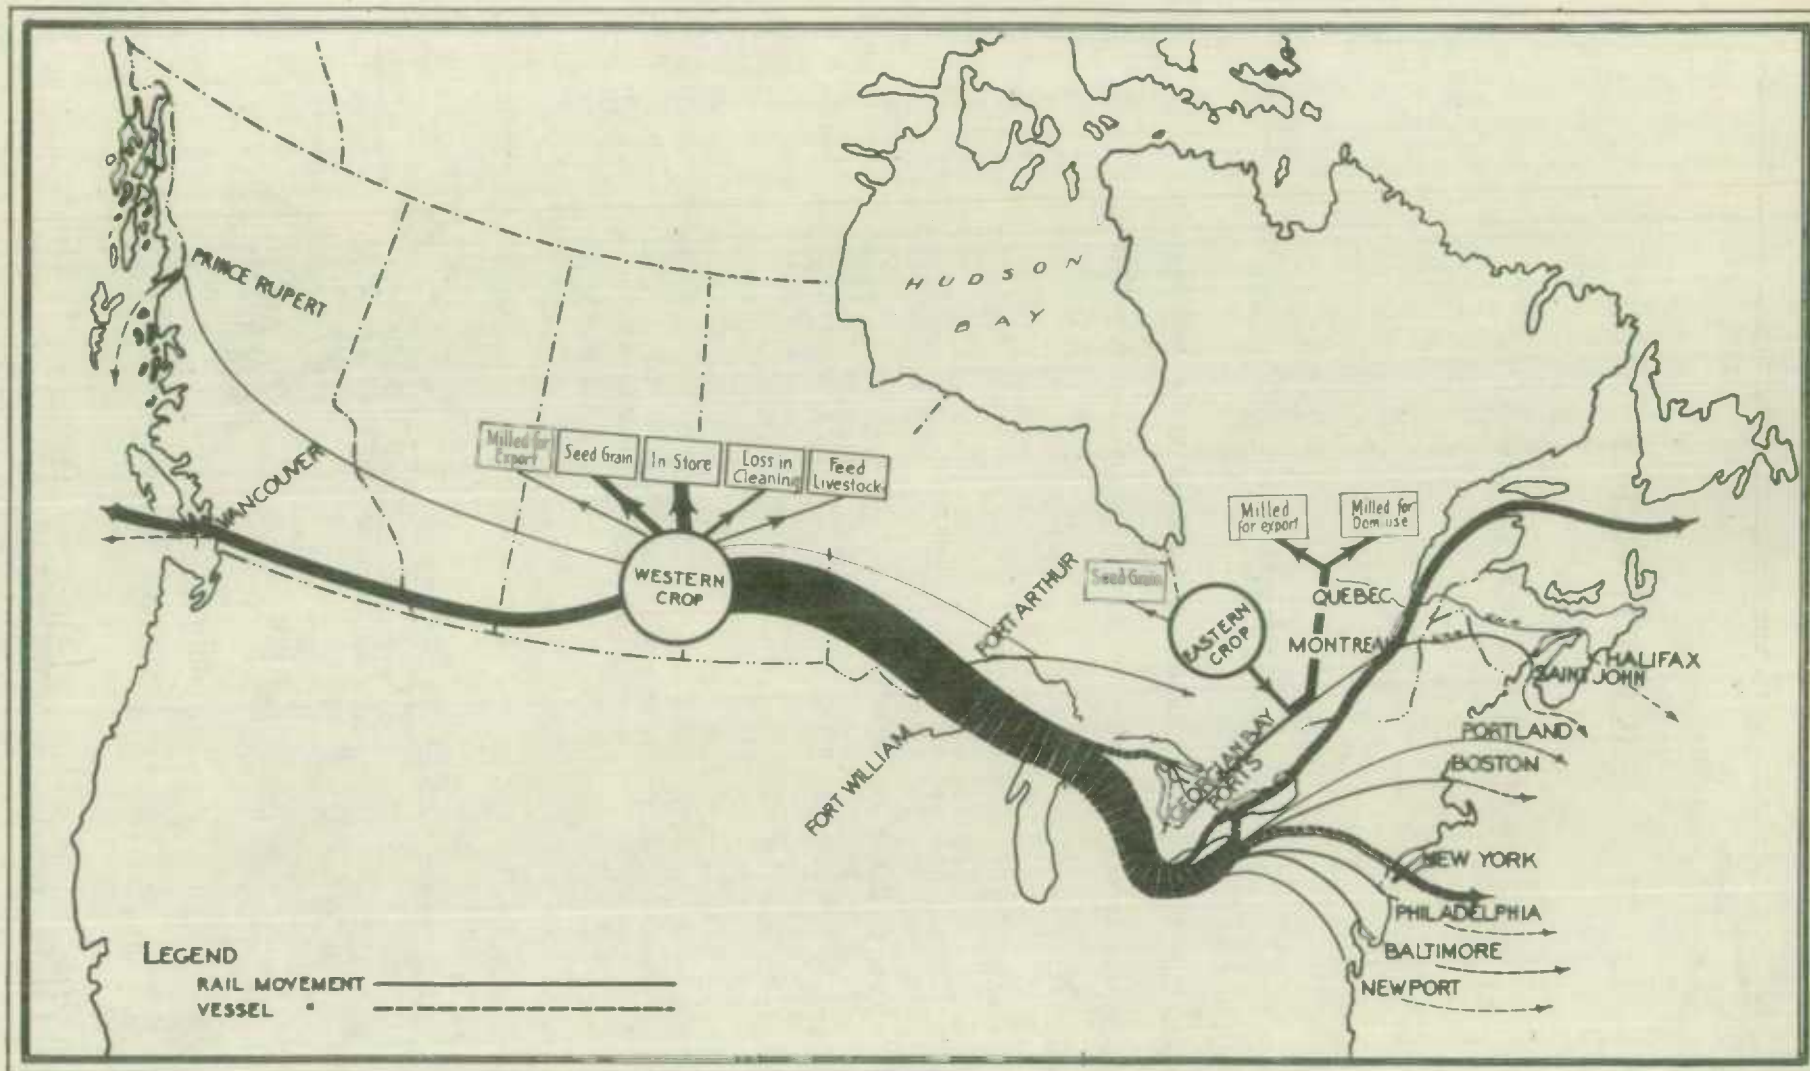 HUDSON
BAY
PRINCE RUPERT
VANCOUVER
Milled for
Export
Seed Grain
In Store
Loss in
Cleaning
Feed
Livestock
WESTERN
CROP
PORT ARTHUR
FORT WILLIAM
Seed Grain
EASTERN
CROP
Milled
for export
Milled for
Dom use
QUEBEC
MONTREAL
GEORGIAN BAY
PORTS
HALIFAX
SAINT JOHN
PORTLAND
BOSTON
NEW YORK
PHILADELPHIA
BALTIMORE
NEWPORT
LEGEND
RAIL MOVEMENT
VESSEL "